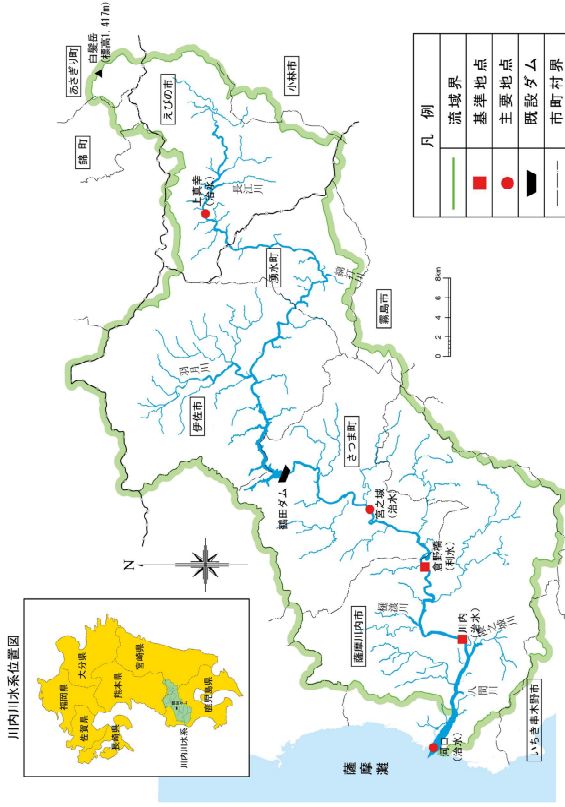 川内川水系位置図
福岡県
佐賀県
長崎県
大分県
熊本県
宮崎県
鹿児島県
川内川水系
N
あさぎり町
白髪岳
(標高1,417m)
錦町
えびの市
小林市
上真幸
(治水)
長江川
湧水町
綿打川
霧島市
羽月川
伊佐市
鶴田ダム
さつま町
宮之城
(治水)
倉野橋
(利水)
樋渡川
薩摩川内市
川内
(治水)
八間川
河口
(治水)
いちき串木野市
薩摩灘
0 2 4 6 8km
凡例
流域界
基準地点
主要地点
既設ダム
市町村界